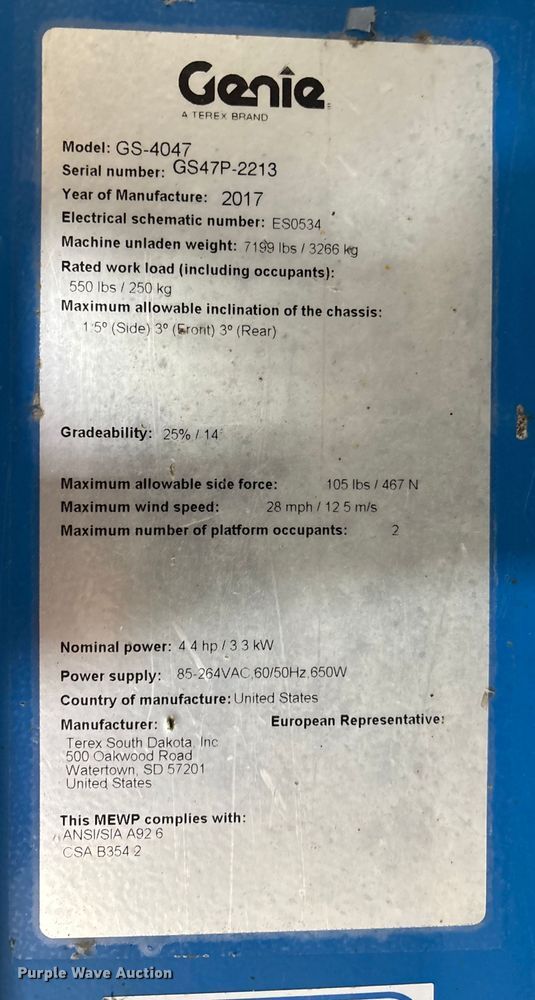 Genie
A TEREX BRAND
Model: GS-4047
Serial number: GS47P-2213
Year of Manufacture: 2017
Electrical schematic number: ES0534
Machine unladen weight: 7199 lbs / 3266 kg
Rated work load (including occupants):
550 lbs / 250 kg
Maximum allowable inclination of the chassis:
1.5° (Side) 3° (Front) 3° (Rear)
Gradeability: 25% / 14°
Maximum allowable side force: 105 lbs / 467 N
Maximum wind speed: 28 mph / 12.5 m/s
Maximum number of platform occupants: 2
Nominal power: 4.4 hp / 3.3 kW
Power supply: 85-264VAC,60/50Hz,650W
Country of manufacture: United States
Manufacturer: European Representative:
Terex South Dakota, Inc
500 Oakwood Road
Watertown, SD 57201
United States
This MEWP complies with:
ANSI/SIA A92.6
CSA B354.2
Purple Wave Auction